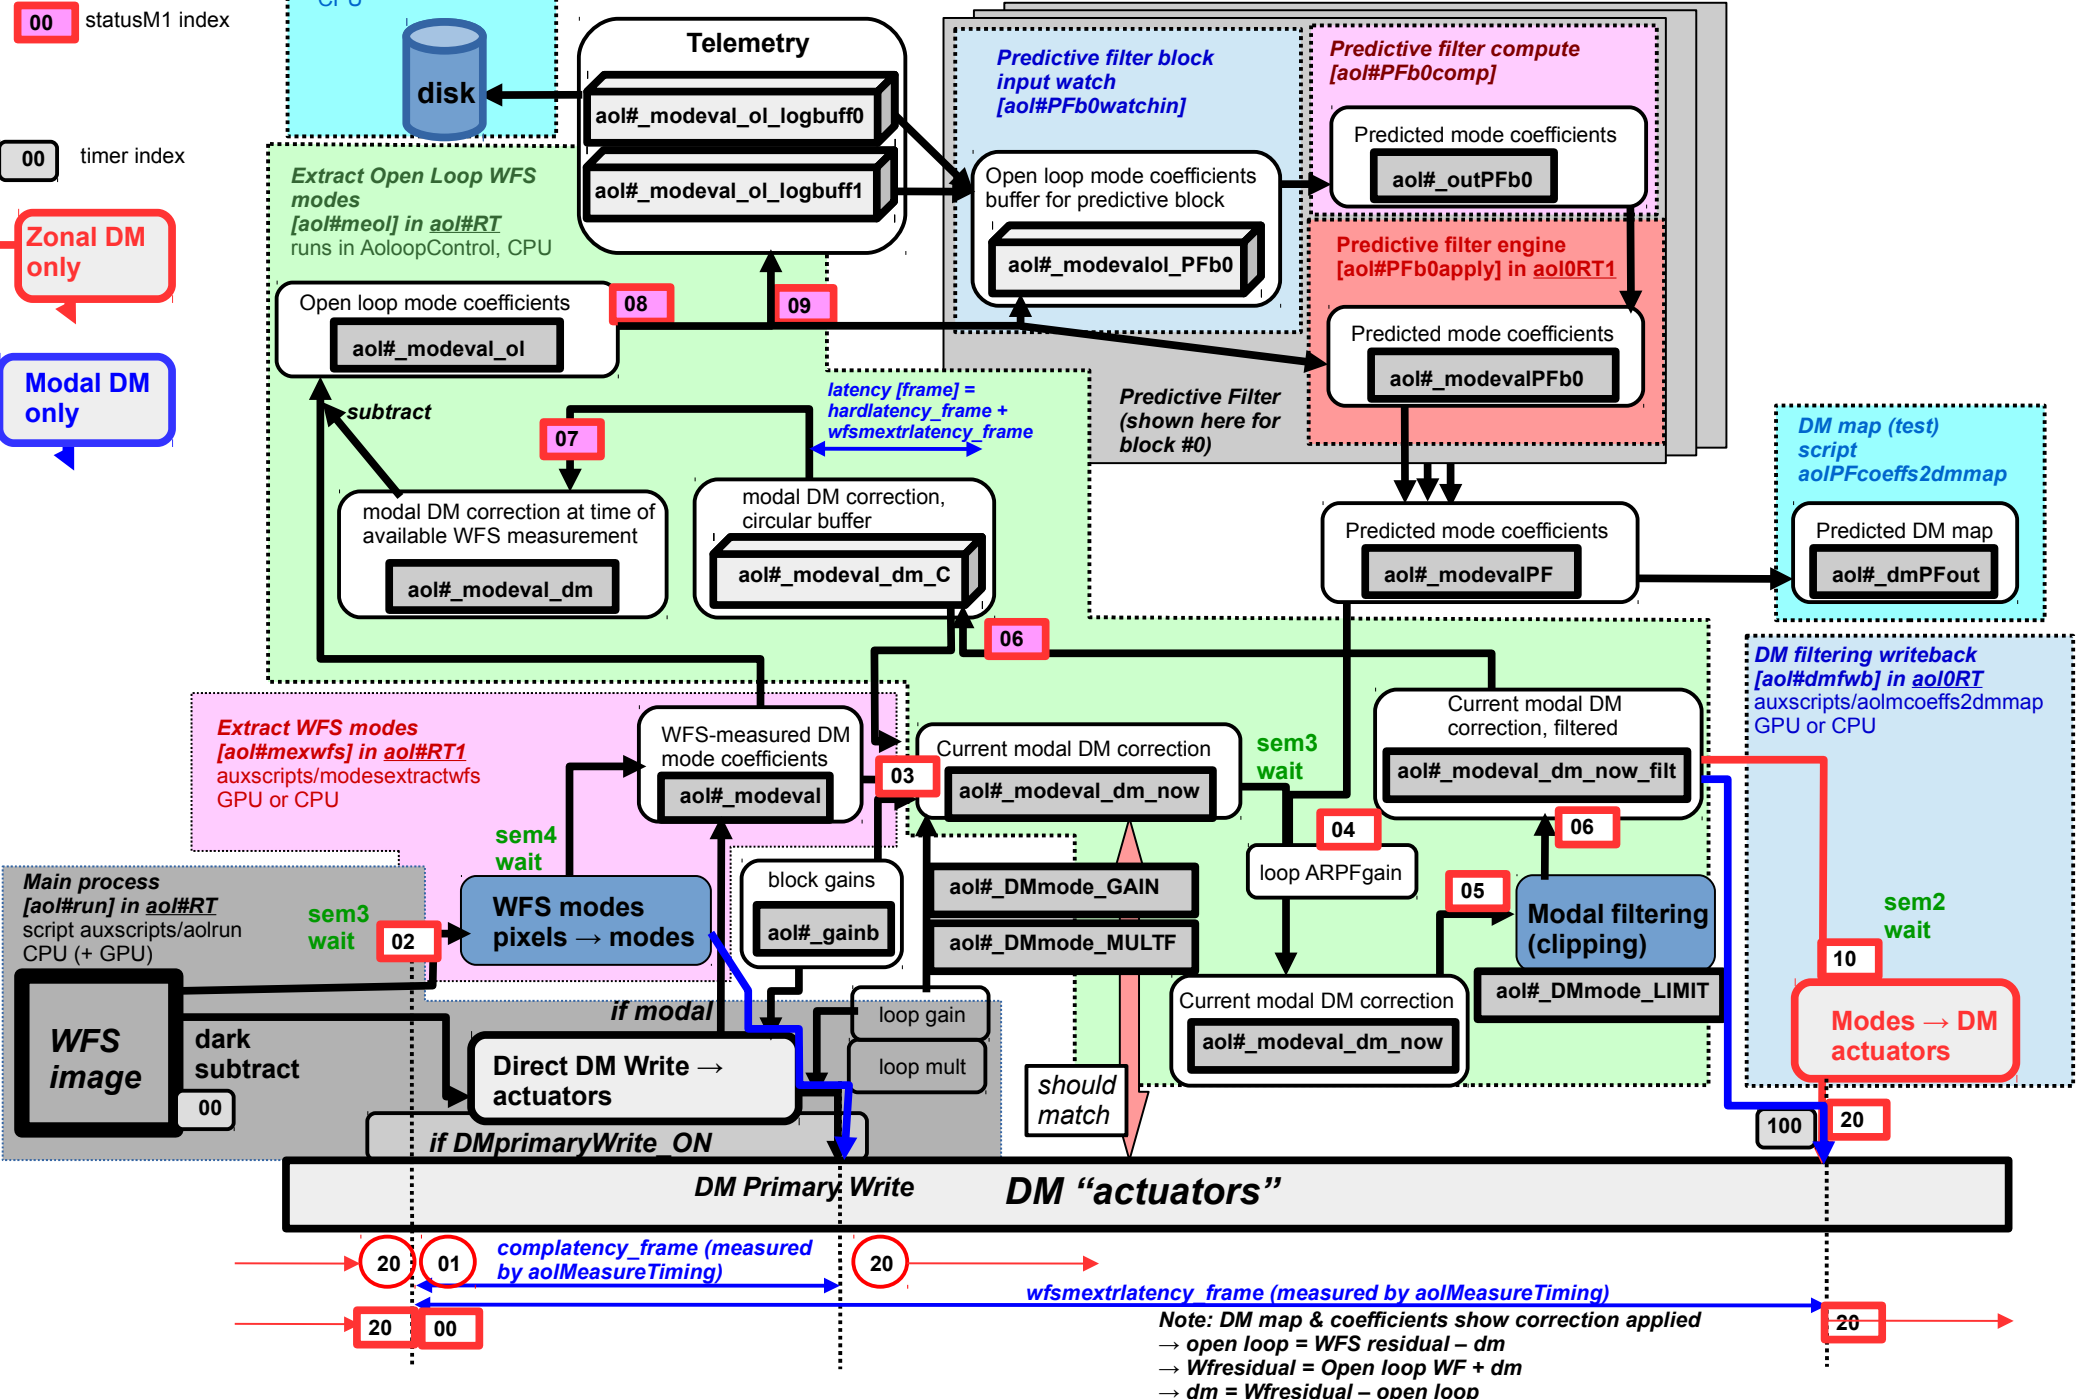 CPU
00
statusM1 index
00
timer index
Zonal DM
only
Modal DM
only
disk
Telemetry
aol#_modeval_ol_logbuff0
aol#_modeval_ol_logbuff1
Predictive filter block
input watch
[aol#PFb0watchin]
Open loop mode coefficients
buffer for predictive block
aol#_modevalol_PFb0
Predictive filter compute
[aol#PFb0comp]
Predicted mode coefficients
aol#_outPFb0
Predictive filter engine
[aol#PFb0apply] in aol0RT1
Predicted mode coefficients
aol#_modevalPFb0
Predictive Filter
(shown here for
block #0)
Extract Open Loop WFS
modes
[aol#meol] in aol#RT
runs in AoloopControl, CPU
Open loop mode coefficients
aol#_modeval_ol
08
09
subtract
07
latency [frame] =
hardlatency_frame +
wfsmextrlatency_frame
modal DM correction at time of
available WFS measurement
aol#_modeval_dm
modal DM correction,
circular buffer
aol#_modeval_dm_C
06
Predicted mode coefficients
aol#_modevalPF
DM map (test)
script
aolPFcoeffs2dmmap
Predicted DM map
aol#_dmPFout
DM filtering writeback
[aol#dmfwb] in aol0RT
auxscripts/aolmcoeffs2dmmap
GPU or CPU
Extract WFS modes
[aol#mexwfs] in aol#RT1
auxscripts/modesextractwfs
GPU or CPU
WFS-measured DM
mode coefficients
aol#_modeval
03
Current modal DM correction
aol#_modeval_dm_now
sem3
wait
Current modal DM
correction, filtered
aol#_modeval_dm_now_filt
04
06
loop ARPFgain
sem4
wait
WFS modes
pixels → modes
block gains
aol#_gainb
aol#_DMmode_GAIN
aol#_DMmode_MULTF
05
Modal filtering
(clipping)
aol#_DMmode_LIMIT
sem2
wait
10
Modes → DM
actuators
Main process
[aol#run] in aol#RT
script auxscripts/aolrun
CPU (+ GPU)
sem3
wait
02
WFS
image
dark
subtract
00
if modal
Direct DM Write →
actuators
loop gain
loop mult
if DMprimaryWrite_ON
Current modal DM correction
aol#_modeval_dm_now
should
match
100
20
DM Primary Write
DM “actuators”
20
01
complatency_frame (measured
by aolMeasureTiming)
20
wfsmextrlatency_frame (measured by aolMeasureTiming)
20
00
20
Note: DM map & coefficients show correction applied
→ open loop = WFS residual – dm
→ Wfresidual = Open loop WF + dm
→ dm = Wfresidual – open loop